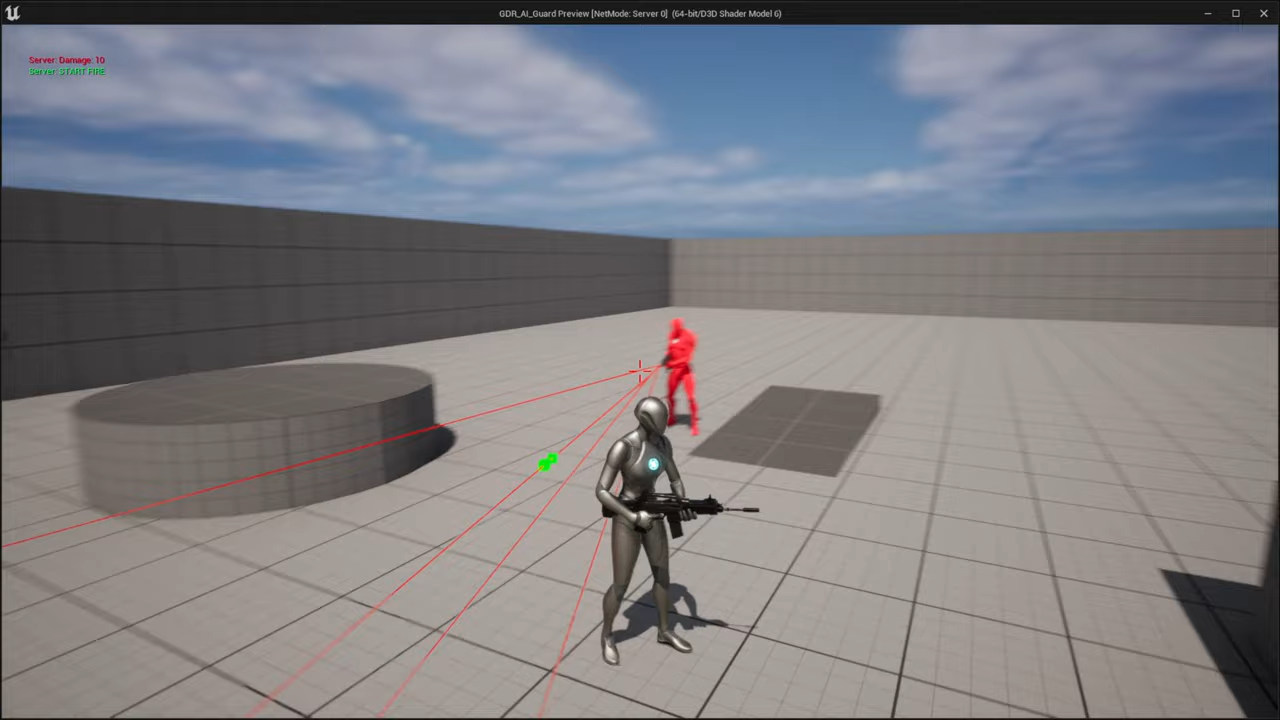 GDR_AI_Guard Preview [NetMode: Server 0] (64-bit/D3D Shader Model 6)
Server: Damage: 10
Server: START FIRE